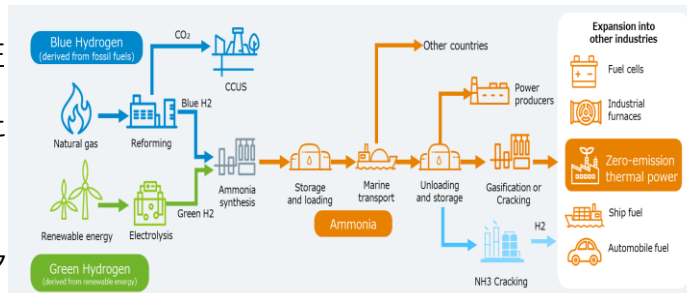 Blue Hydrogen
(derived from fossil fuels)
CO₂
CCUS
Natural gas
Reforming
Blue H2
Renewable energy
Electrolysis
Green H2
Green Hydrogen
(derived from renewable energy)
Ammonia
synthesis
Storage
and loading
Marine
transport
Ammonia
Other countries
Unloading
and storage
Power
producers
Gasification or
Cracking
NH3 Cracking
H2
Expansion into
other industries
Fuel cells
Industrial
furnaces
Zero-emission
thermal power
Ship fuel
Automobile fuel